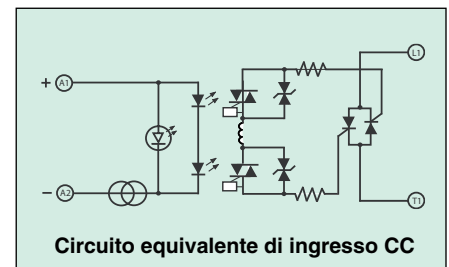 L1
+ A1
− A2
T1
Circuito equivalente di ingresso CC